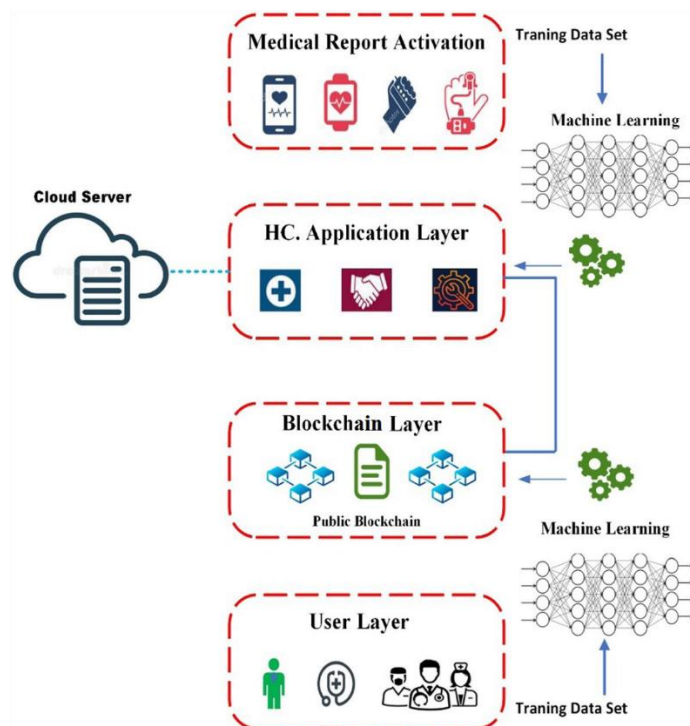 Medical Report Activation
Traning Data Set
Machine Learning
Cloud Server
HC. Application Layer
Blockchain Layer
Public Blockchain
Machine Learning
User Layer
Traning Data Set